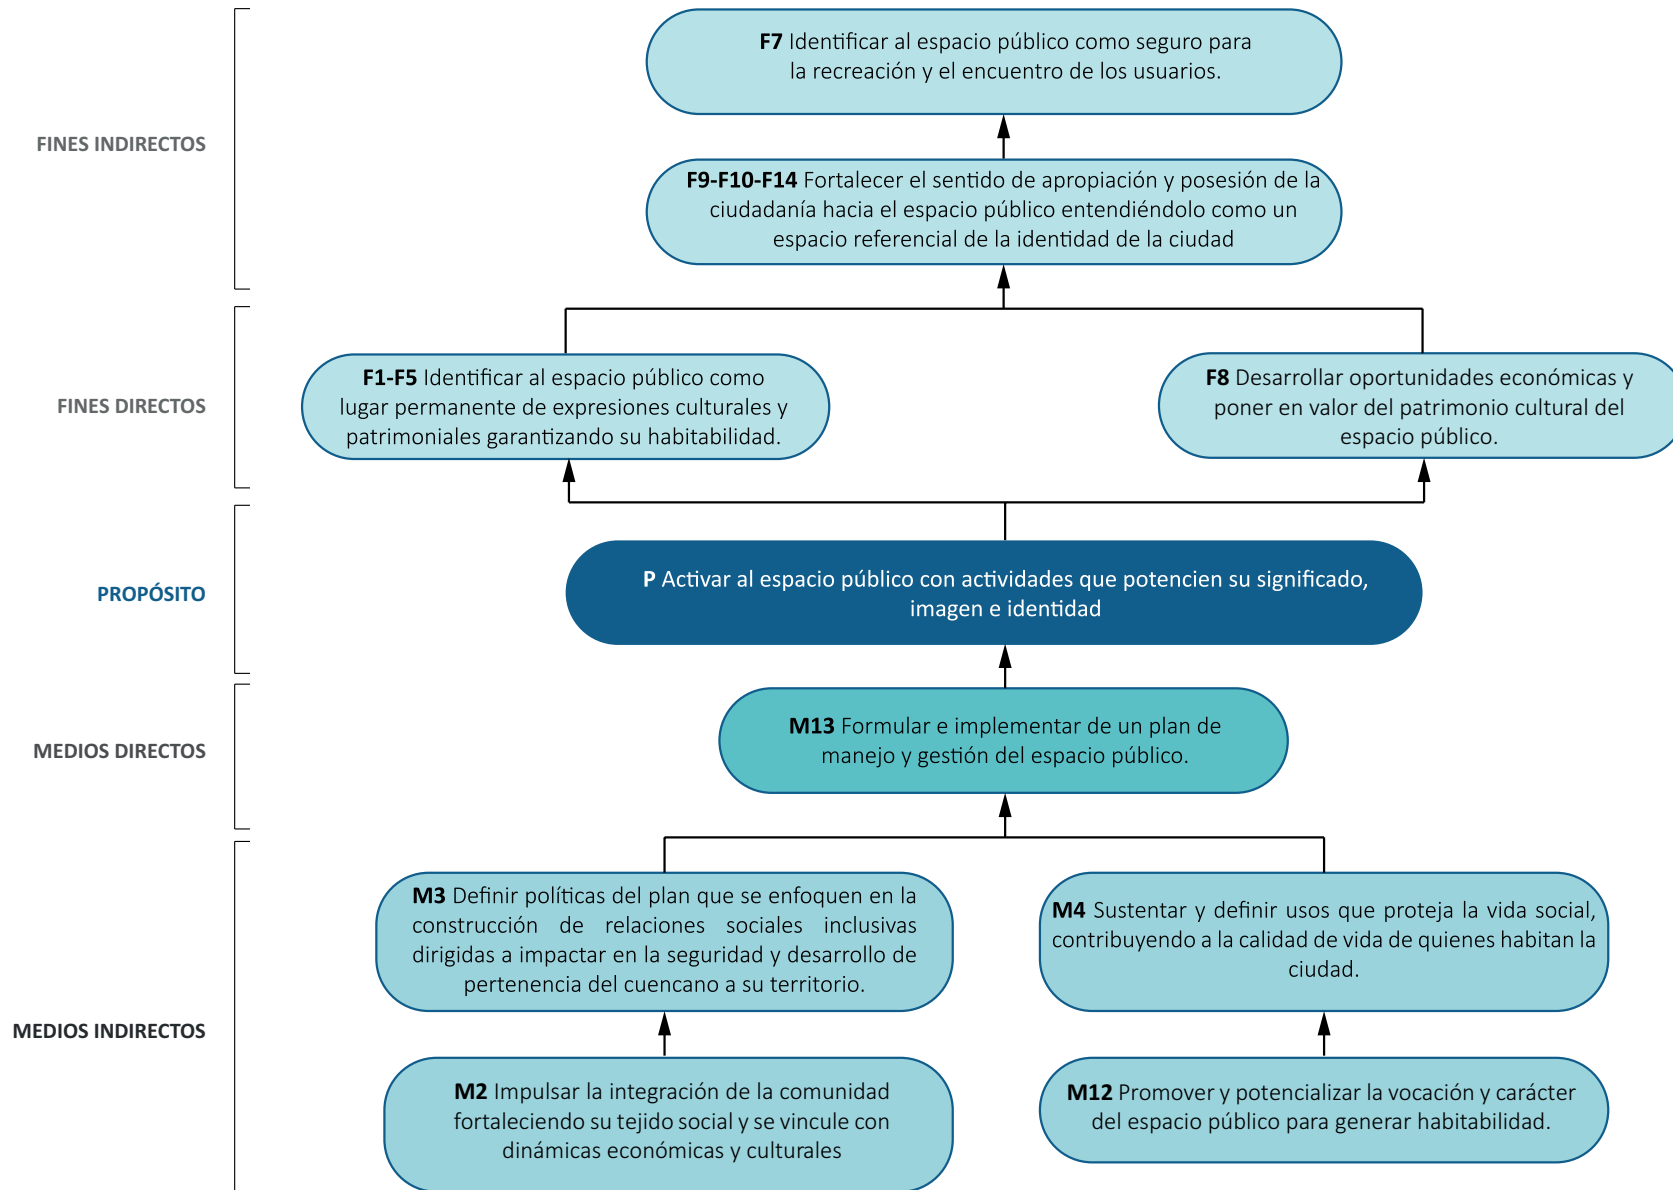 F7 Identificar al espacio público como seguro para
la recreación y el encuentro de los usuarios.
FINES INDIRECTOS
F9-F10-F14 Fortalecer el sentido de apropiación y posesión de la
ciudadanía hacia el espacio público entendiéndolo como un
espacio referencial de la identidad de la ciudad
FINES DIRECTOS
F1-F5 Identificar al espacio público como
lugar permanente de expresiones culturales y
patrimoniales garantizando su habitabilidad.
F8 Desarrollar oportunidades económicas y
poner en valor del patrimonio cultural del
espacio público.
PROPÓSITO
P Activar al espacio público con actividades que potencien su significado,
imagen e identidad
MEDIOS DIRECTOS
M13 Formular e implementar de un plan de
manejo y gestión del espacio público.
M3 Definir políticas del plan que se enfoquen en la
construcción de relaciones sociales inclusivas
dirigidas a impactar en la seguridad y desarrollo de
pertenencia del cuencano a su territorio.
M4 Sustentar y definir usos que proteja la vida social,
contribuyendo a la calidad de vida de quienes habitan la
ciudad.
MEDIOS INDIRECTOS
M2 Impulsar la integración de la comunidad
fortaleciendo su tejido social y se vincule con
dinámicas económicas y culturales
M12 Promover y potencializar la vocación y carácter
del espacio público para generar habitabilidad.